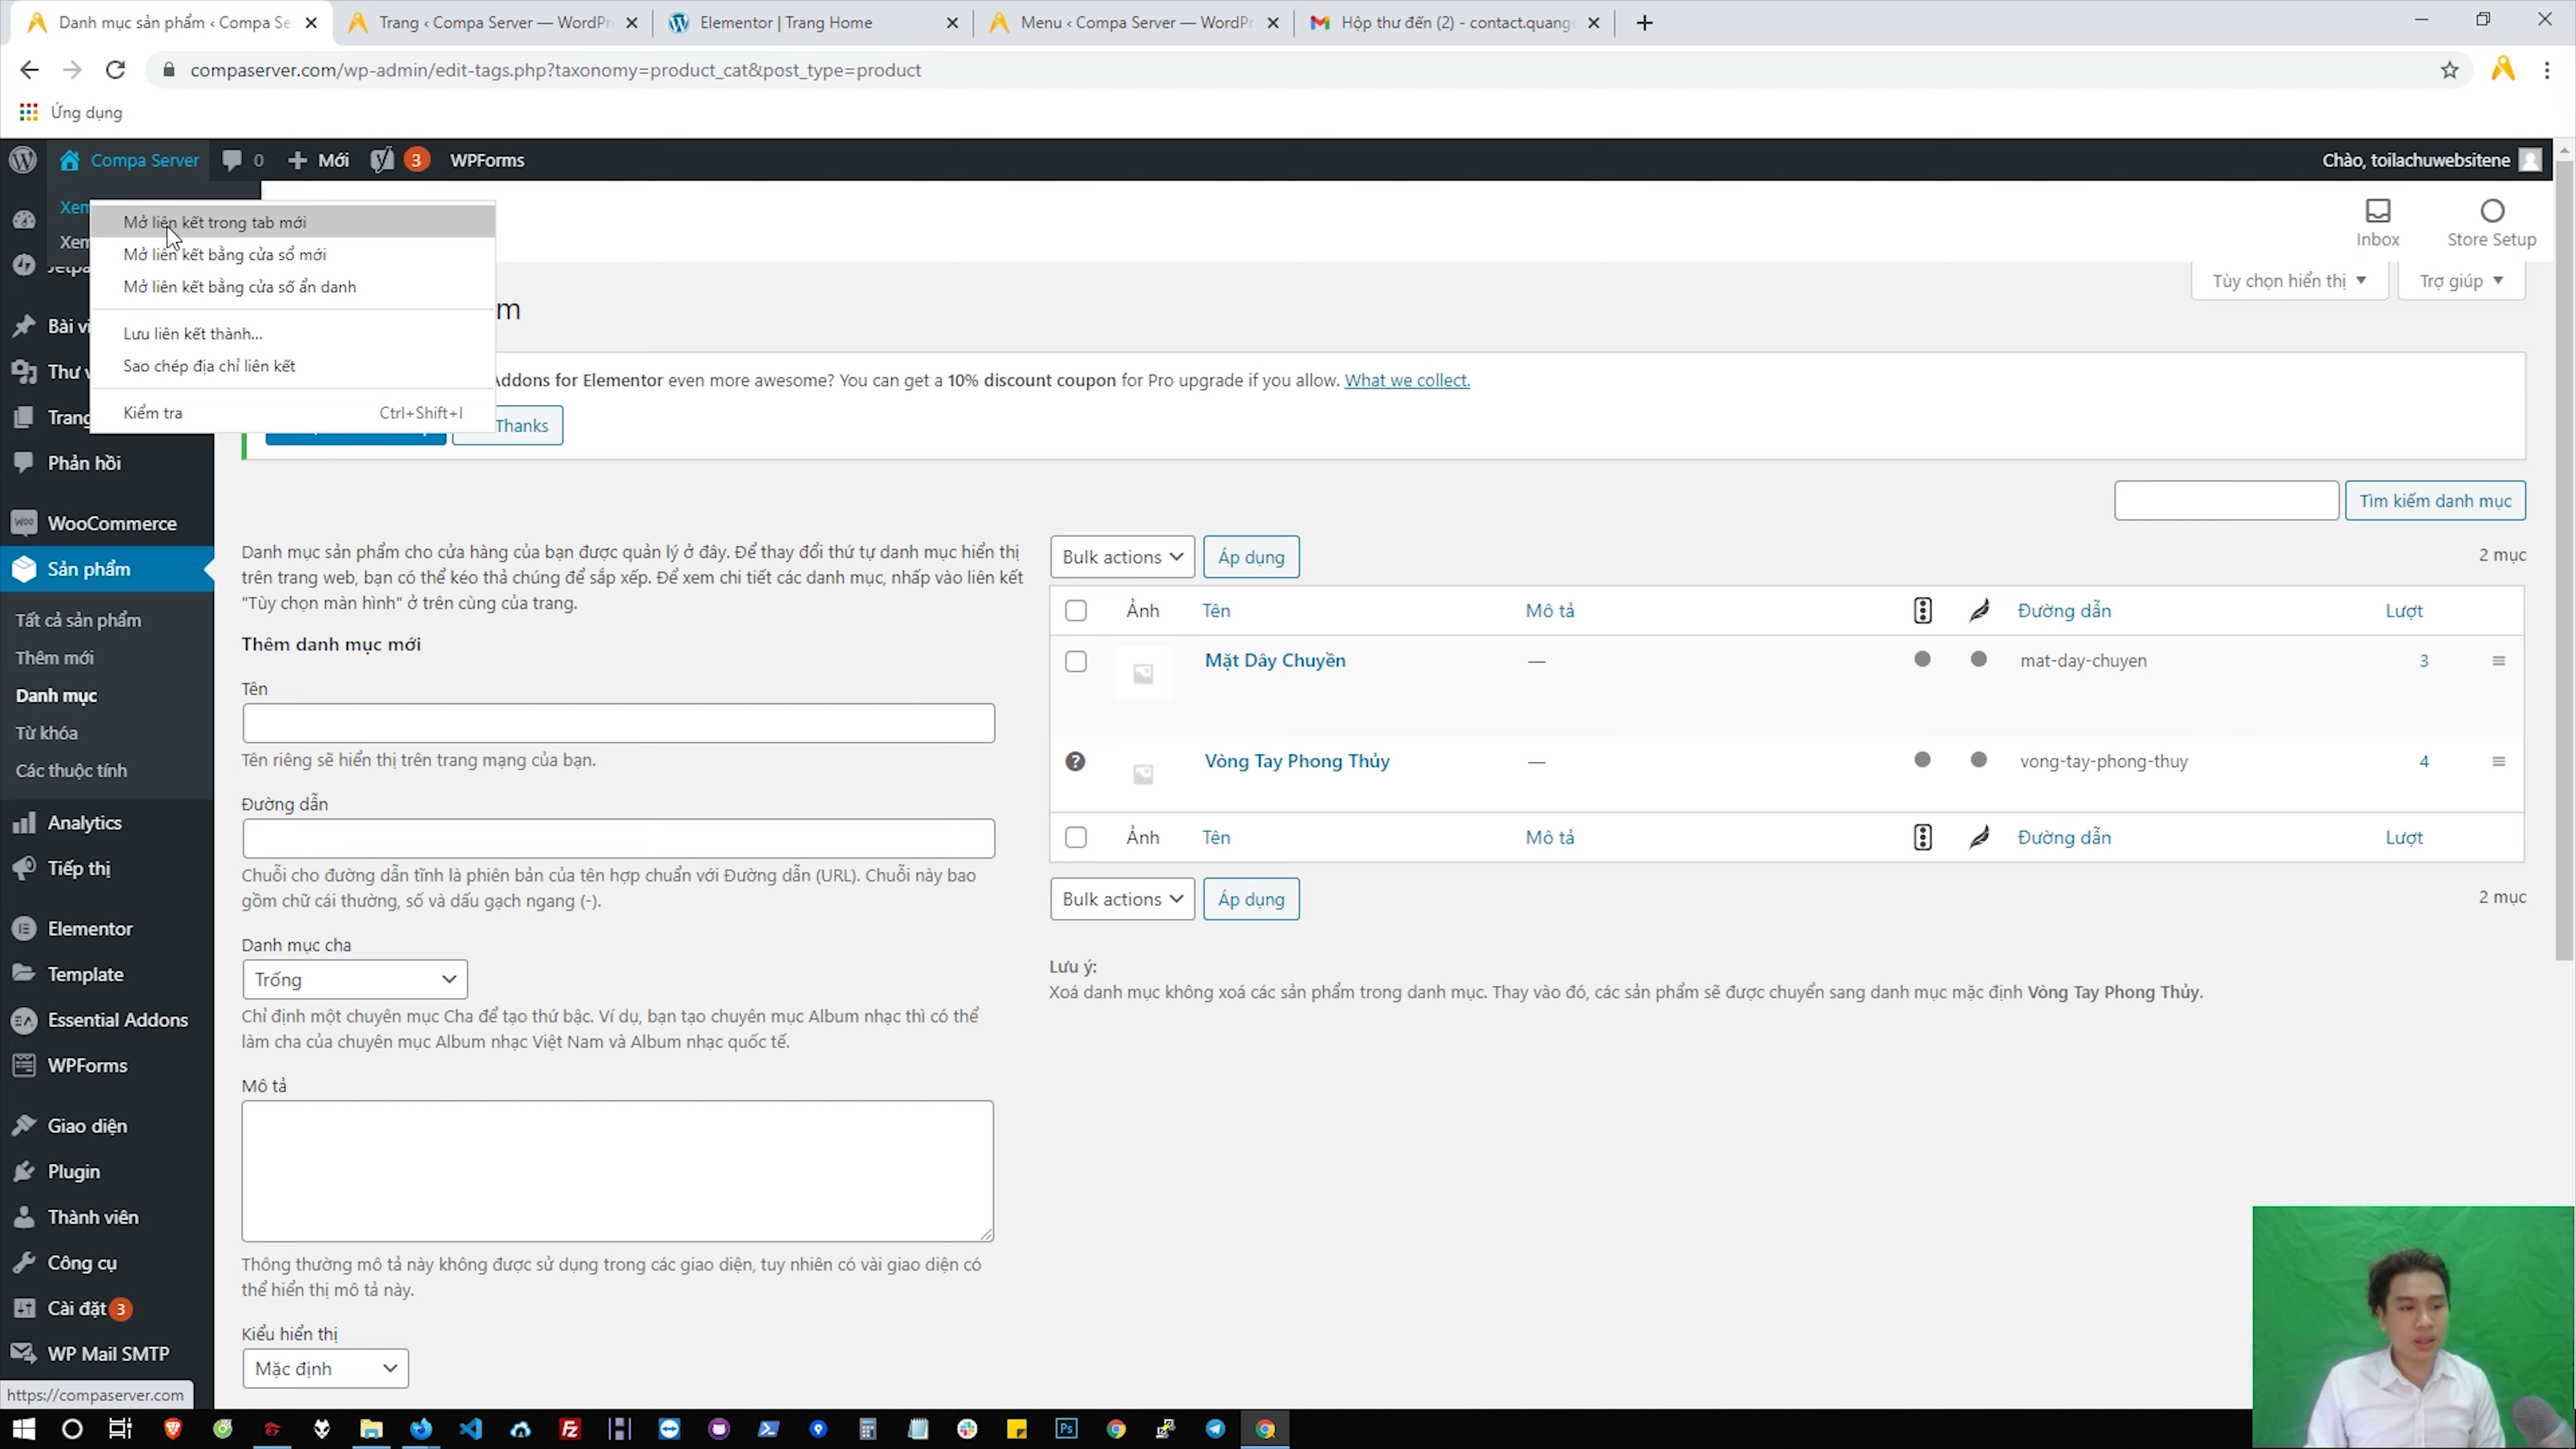 Danh mục sản phẩm ‹ Compa Se
Trang ‹ Compa Server — WordPr
Elementor | Trang Home
Menu ‹ Compa Server — WordPr
Hộp thư đến (2) - contact.quang
compaserver.com/wp-admin/edit-tags.php?taxonomy=product_cat&post_type=product
Ứng dụng
Compa Server
0
Mới
3
WPForms
Chào, toilachuwebsitene
Xem
Xem
Mở liên kết trong tab mới
Mở liên kết bằng cửa sổ mới
Mở liên kết bằng cửa sổ ẩn danh
Lưu liên kết thành...
Sao chép địa chỉ liên kết
Kiểm tra Ctrl+Shift+I
Inbox
Store Setup
Tùy chọn hiển thị
Trợ giúp
m
Addons for Elementor even more awesome? You can get a 10% discount coupon for Pro upgrade if you allow. What we collect.
Thanks
Jetpa
Bài vi
Thư v
Trang
Phản hồi
WooCommerce
Sản phẩm
Tất cả sản phẩm
Thêm mới
Danh mục
Từ khóa
Các thuộc tính
Analytics
Tiếp thị
Elementor
Template
Essential Addons
WPForms
Giao diện
Plugin
Thành viên
Công cụ
Cài đặt 3
WP Mail SMTP
https://compaserver.com
Danh mục sản phẩm cho cửa hàng của bạn được quản lý ở đây. Để thay đổi thứ tự danh mục hiển thị
trên trang web, bạn có thể kéo thả chúng để sắp xếp. Để xem chi tiết các danh mục, nhấp vào liên kết
"Tùy chọn màn hình" ở trên cùng của trang.
Thêm danh mục mới
Tên
Tên riêng sẽ hiển thị trên trang mạng của bạn.
Đường dẫn
Chuỗi cho đường dẫn tĩnh là phiên bản của tên hợp chuẩn với Đường dẫn (URL). Chuỗi này bao
gồm chữ cái thường, số và dấu gạch ngang (-).
Danh mục cha
Trống
Chỉ định một chuyên mục Cha để tạo thứ bậc. Ví dụ, bạn tạo chuyên mục Album nhạc thì có thể
làm cha của chuyên mục Album nhạc Việt Nam và Album nhạc quốc tế.
Mô tả
Thông thường mô tả này không được sử dụng trong các giao diện, tuy nhiên có vài giao diện có
thể hiển thị mô tả này.
Kiểu hiển thị
Mặc định
Tìm kiếm danh mục
Bulk actions
Áp dụng
2 mục
Ảnh Tên Mô tả Đường dẫn Lượt
Mặt Dây Chuyền — mat-day-chuyen 3
Vòng Tay Phong Thủy — vong-tay-phong-thuy 4
Ảnh Tên Mô tả Đường dẫn Lượt
Bulk actions
Áp dụng
2 mục
Lưu ý:
Xoá danh mục không xoá các sản phẩm trong danh mục. Thay vào đó, các sản phẩm sẽ được chuyển sang danh mục mặc định Vòng Tay Phong Thủy.